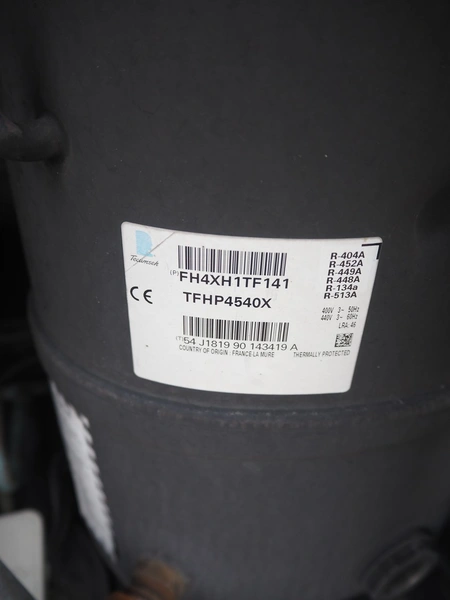 Tecumseh
(P)FH4XH1TF141
TFHP4540X
CE
(T)54 J1819 90 143419 A
COUNTRY OF ORIGIN : FRANCE LA MURE
R-404A
R-452A
R-449A
R-448A
R-134a
R-513A
400V 3~ 50Hz
440V 3~ 60Hz
LRA: 46
THERMALLY PROTECTED